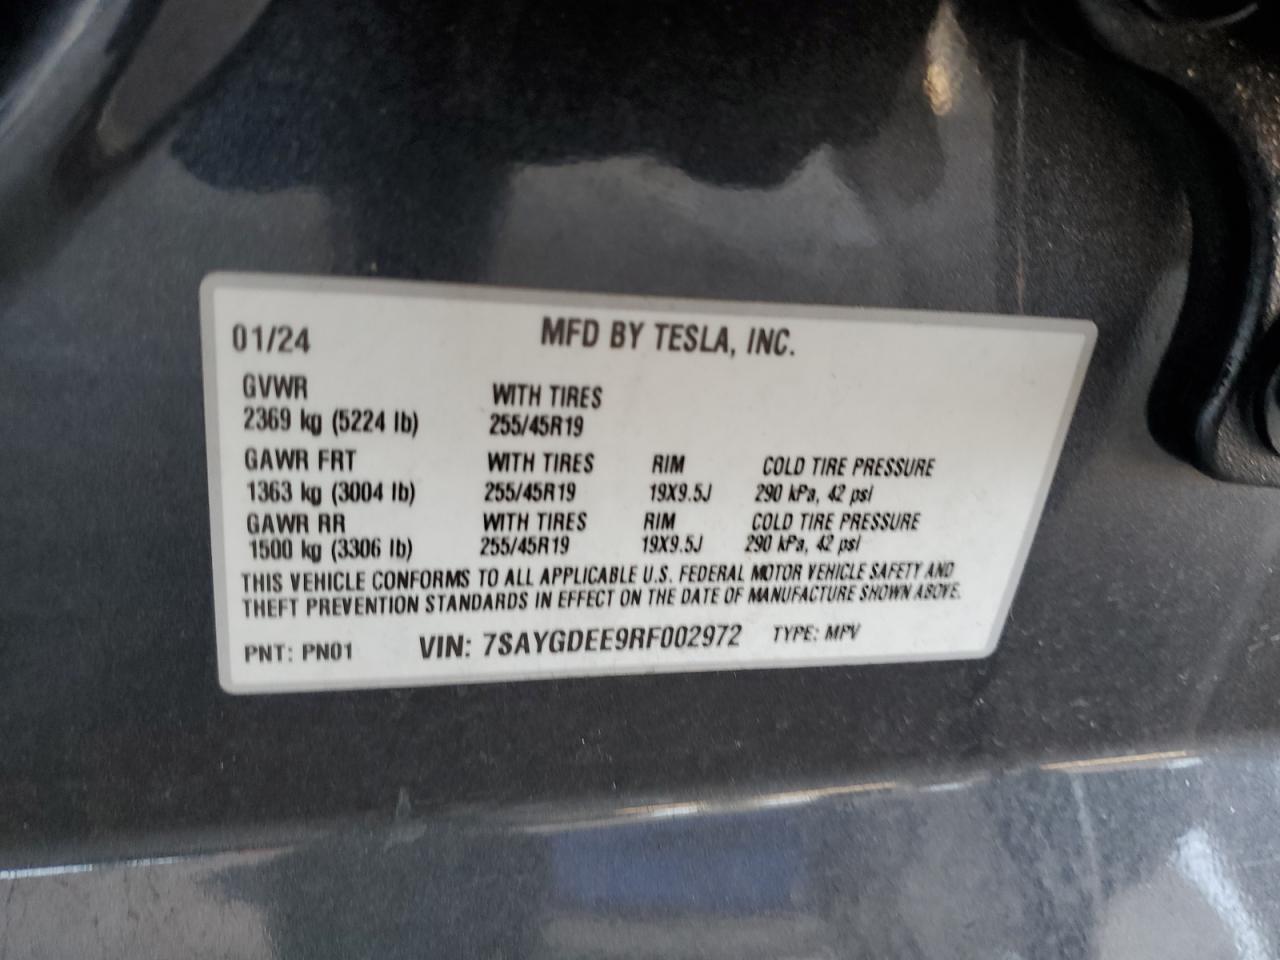 01/24 MFD BY TESLA, INC.
GVWR WITH TIRES
2369 kg (5224 lb) 255/45R19
GAWR FRT WITH TIRES RIM COLD TIRE PRESSURE
1363 kg (3004 lb) 255/45R19 19X9.5J 290 kPa, 42 psi
GAWR RR WITH TIRES RIM COLD TIRE PRESSURE
1500 kg (3306 lb) 255/45R19 19X9.5J 290 kPa, 42 psi
THIS VEHICLE CONFORMS TO ALL APPLICABLE U.S. FEDERAL MOTOR VEHICLE SAFETY AND
THEFT PREVENTION STANDARDS IN EFFECT ON THE DATE OF MANUFACTURE SHOWN ABOVE.
PNT: PN01 VIN: 7SAYGDEE9RF002972 TYPE: MPV